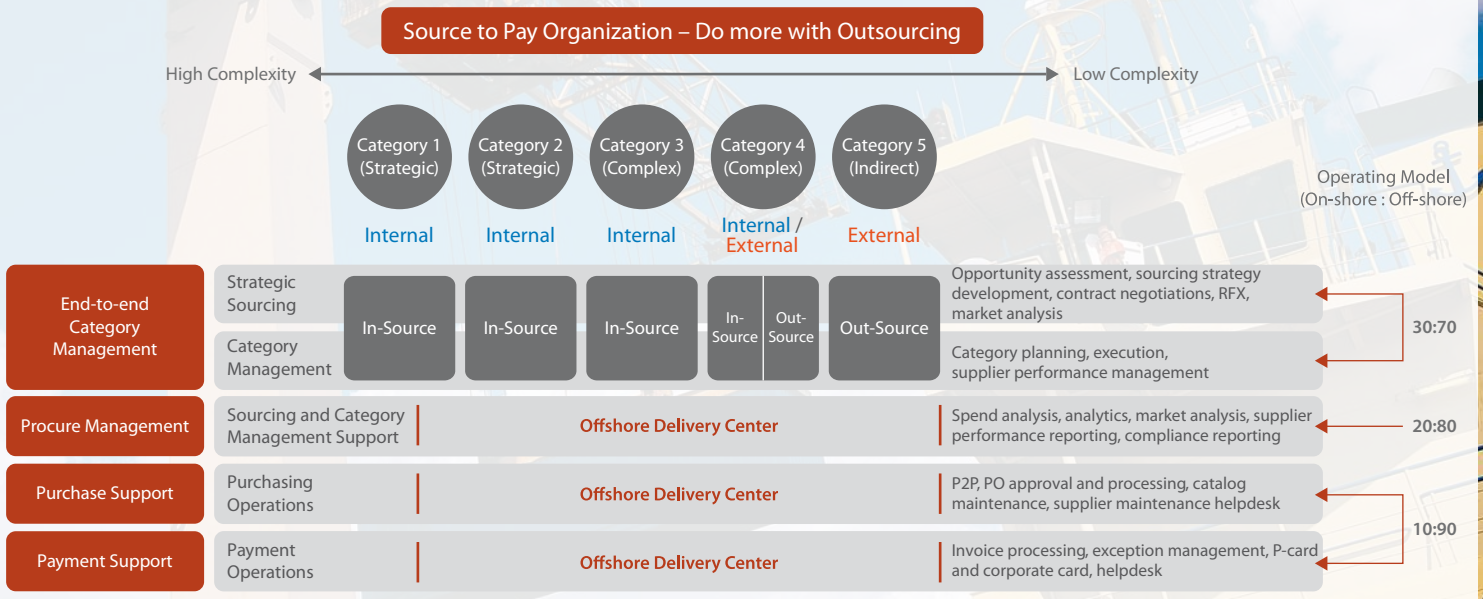 Source to Pay Organization – Do more with Outsourcing
High Complexity
Low Complexity
Category 1
(Strategic)
Category 2
(Strategic)
Category 3
(Complex)
Category 4
(Complex)
Category 5
(Indirect)
Operating Model
(On-shore : Off-shore)
Internal
Internal
Internal
Internal /
External
External
End-to-end
Category
Management
Strategic
Sourcing
Category
Management
In-Source
In-Source
In-Source
In-
Source
Out-
Source
Out-Source
Opportunity assessment, sourcing strategy
development, contract negotiations, RFX,
market analysis
Category planning, execution,
supplier performance management
30:70
Procure Management
Sourcing and Category
Management Support
Offshore Delivery Center
Spend analysis, analytics, market analysis, supplier
performance reporting, compliance reporting
20:80
Purchase Support
Purchasing
Operations
Offshore Delivery Center
P2P, PO approval and processing, catalog
maintenance, supplier maintenance helpdesk
10:90
Payment Support
Payment
Operations
Offshore Delivery Center
Invoice processing, exception management, P-card
and corporate card, helpdesk